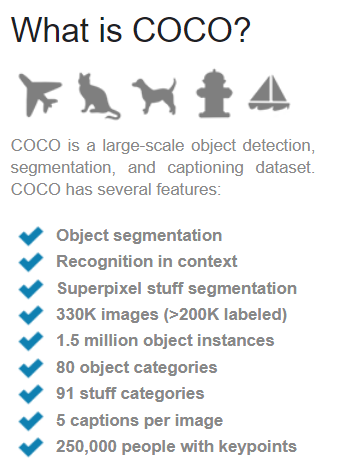 What is COCO?
COCO is a large-scale object detection,
segmentation, and captioning dataset.
COCO has several features:
Object segmentation
Recognition in context
Superpixel stuff segmentation
330K images (>200K labeled)
1.5 million object instances
80 object categories
91 stuff categories
5 captions per image
250,000 people with keypoints